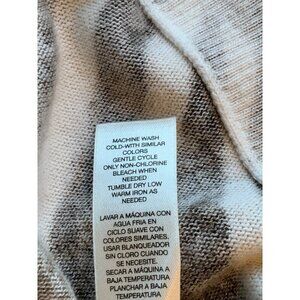 MACHINE WASH
COLD-WITH SIMILAR
COLORS
GENTLE CYCLE
ONLY NON-CHLORINE
BLEACH WHEN
NEEDED
TUMBLE DRY LOW
WARM IRON AS
NEEDED
LAVAR A MÁQUINA CON
AGUA FRIA EN
CICLO SUAVE CON
COLORES SIMILARES.
USAR BLANQUEADOR
SIN CLORO CUANDO
SE NECESITE.
SECAR A MÁQUINA A
BAJA TEMPERATURA
PLANCHAR A
BAJA TEMPERATURA